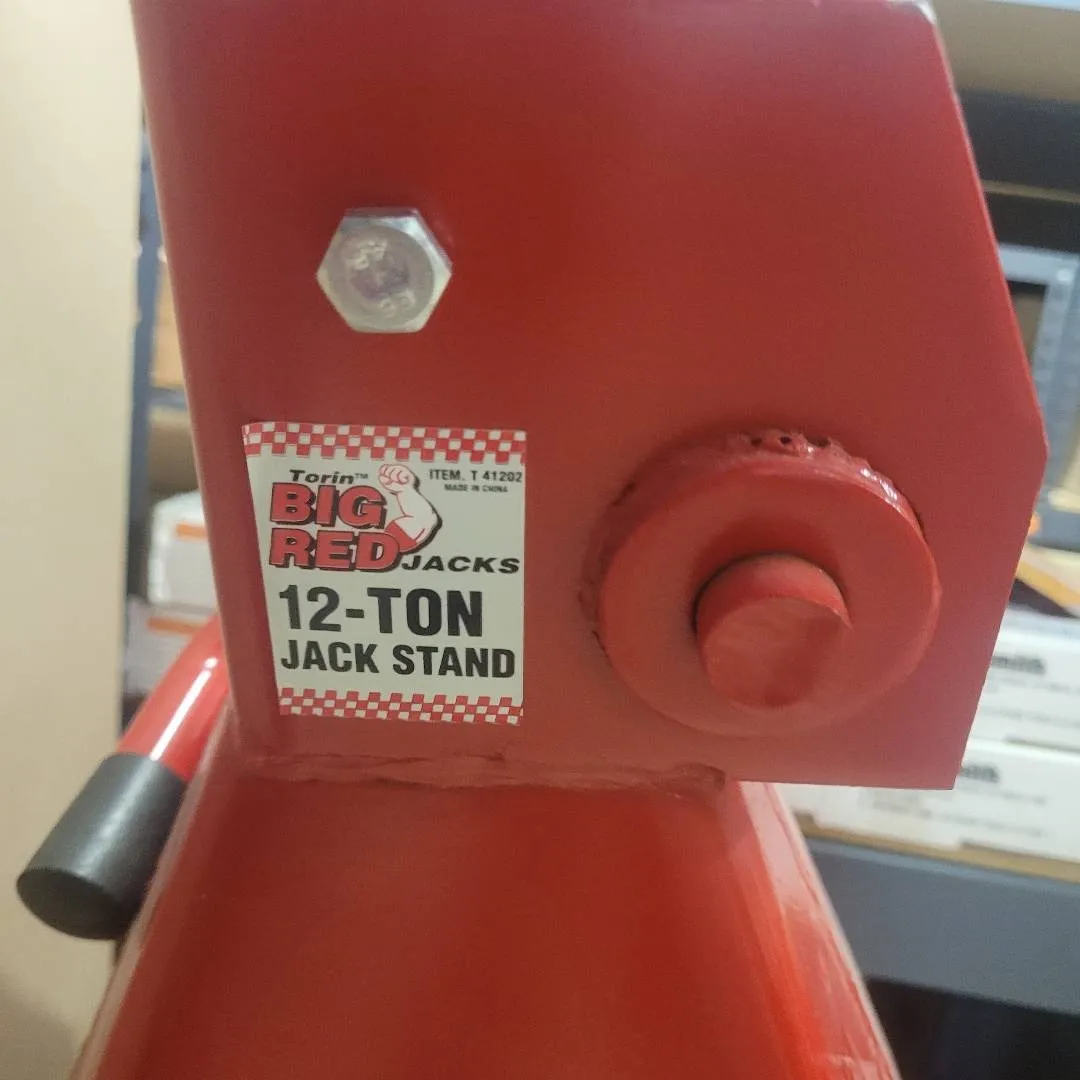 Torin™
ITEM. T 41202
MADE IN CHINA
BIG
RED JACKS
12-TON
JACK STAND